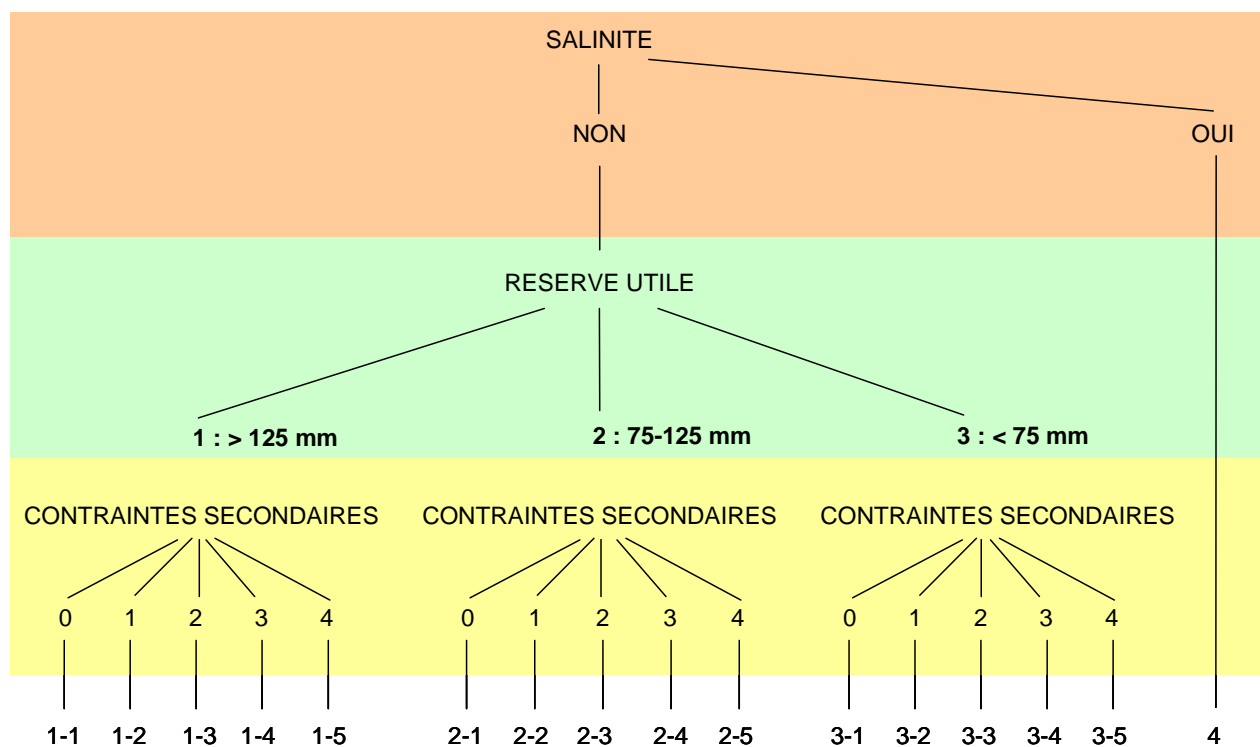 SALINITE
NON OUI
RESERVE UTILE
1 : > 125 mm 2 : 75-125 mm 3 : < 75 mm
CONTRAINTES SECONDAIRES CONTRAINTES SECONDAIRES CONTRAINTES SECONDAIRES
0 1 2 3 4 0 1 2 3 4 0 1 2 3 4
1-1 1-2 1-3 1-4 1-5 2-1 2-2 2-3 2-4 2-5 3-1 3-2 3-3 3-4 3-5 4